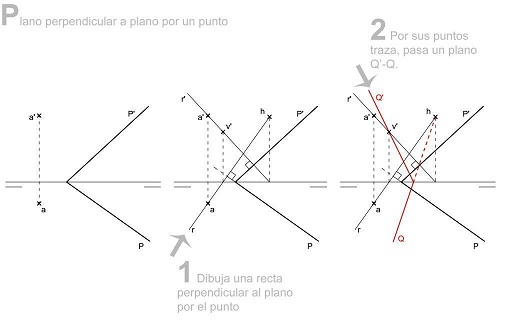 Plano perpendicular a plano por un punto
2 Por sus puntos
traza, pasa un plano
Q'-Q.
a'
P'
a
P
r'
a'
v'
h
P'
a
r
P
r'
Q'
a'
v'
h
P'
a
r
Q
P
1 Dibuja una recta
perpendicular al plano
por el punto